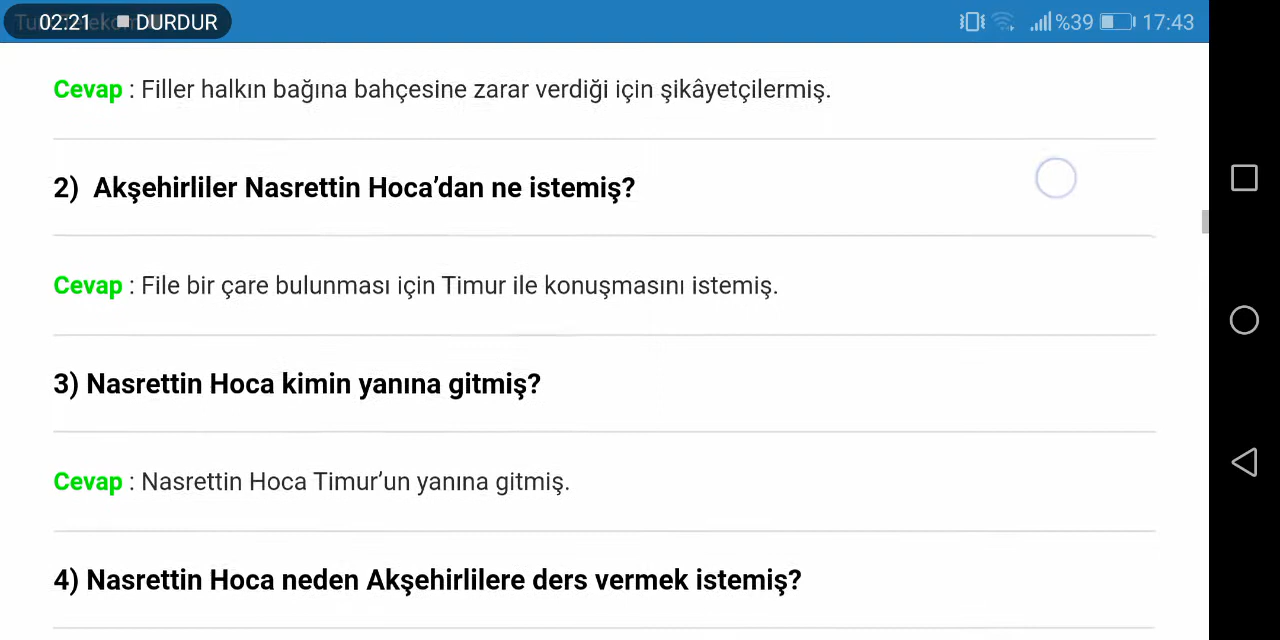 02:21 DURDUR %39 17:43
Cevap : Filler halkın bağına bahçesine zarar verdiği için şikâyetçilermiş.
2) Akşehirliler Nasrettin Hoca’dan ne istemiş?
Cevap : File bir çare bulunması için Timur ile konuşmasını istemiş.
3) Nasrettin Hoca kimin yanına gitmiş?
Cevap : Nasrettin Hoca Timur’un yanına gitmiş.
4) Nasrettin Hoca neden Akşehirlilere ders vermek istemiş?